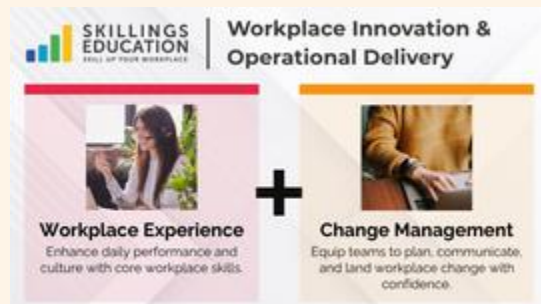 SKILLINGS
EDUCATION
SKILL UP YOUR WORKPLACE
Workplace Innovation &
Operational Delivery
+
Workplace Experience
Enhance daily performance and
culture with core workplace skills.
Change Management
Equip teams to plan, communicate,
and land workplace change with
confidence.